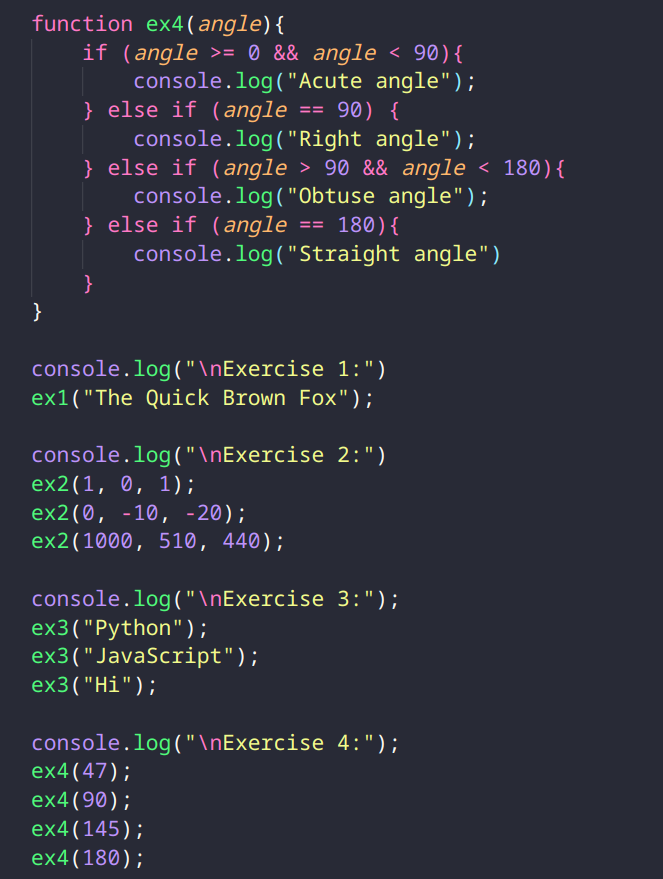 function ex4(angle){
    if (angle >= 0 && angle < 90){
        console.log("Acute angle");
    } else if (angle == 90) {
        console.log("Right angle");
    } else if (angle > 90 && angle < 180){
        console.log("Obtuse angle");
    } else if (angle == 180){
        console.log("Straight angle")
    }
}

console.log("\nExercise 1:")
ex1("The Quick Brown Fox");

console.log("\nExercise 2:")
ex2(1, 0, 1);
ex2(0, -10, -20);
ex2(1000, 510, 440);

console.log("\nExercise 3:");
ex3("Python");
ex3("JavaScript");
ex3("Hi");

console.log("\nExercise 4:");
ex4(47);
ex4(90);
ex4(145);
ex4(180);